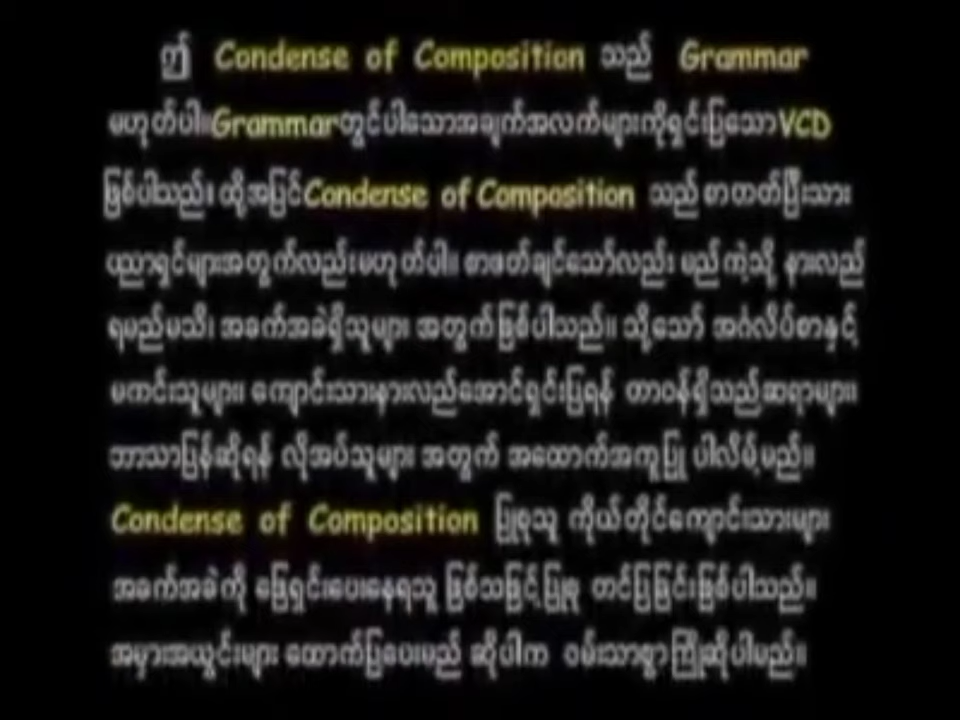 ဤ Condense of Composition သည် Grammar
မဟုတ်ပါ။Grammarတွင်ပါသောအချက်အလက်များကိုရှင်းပြသောVCD
ဖြစ်ပါသည်။ ထို့အပြင်Condense of Composition သည် စာတတ်ပြီးသား
ပညာရှင်များအတွက်လည်းမဟုတ်ပါ။ စာဖတ်ချင်သော်လည်း မည်ကဲ့သို့ နားလည်
ရမည်မသိ၊ အခက်အခဲရှိသူများ အတွက်ဖြစ်ပါသည်။ သို့သော် အင်္ဂလိပ်စာနှင့်
မကင်းသူများ၊ ကျောင်းသားနားလည်အောင်ရှင်းပြရန် တာဝန်ရှိသည်ဆရာများ၊
ဘာသာပြန်ဆိုရန် လိုအပ်သူများ အတွက် အထောက်အကူပြု ပါလိမ့်မည်။
Condense of Composition ပြုစုသူ ကိုယ်တိုင်ကျောင်းသားများ
အခက်အခဲကို ဖြေရှင်းပေးနေရသူ ဖြစ်သဖြင့်ပြုစု တင်ပြခြင်းဖြစ်ပါသည်။
အမှားအယွင်းများ ထောက်ပြပေးမည် ဆိုပါက ဝမ်းသာစွာကြိုဆိုပါမည်။